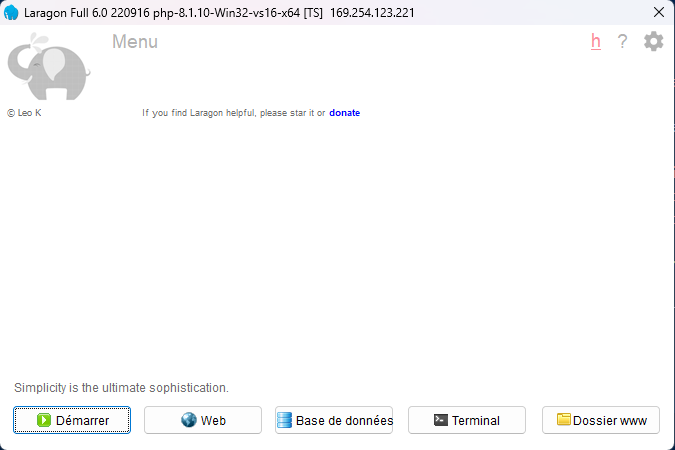 Laragon Full 6.0 220916 php-8.1.10-Win32-vs16-x64 [TS]  169.254.123.221
Menu
h ?
© Leo K
If you find Laragon helpful, please star it or donate
Simplicity is the ultimate sophistication.
Démarrer
Web
Base de données
Terminal
Dossier www